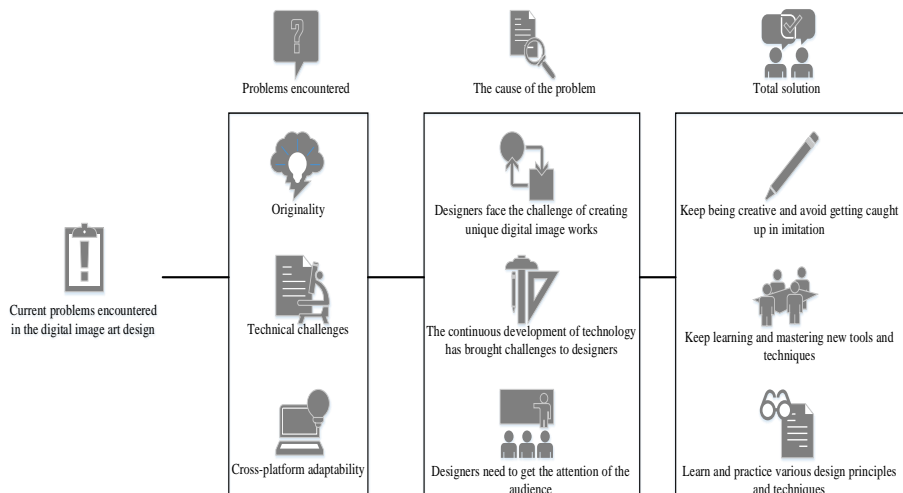 Problems encountered
The cause of the problem
Total solution
Current problems encountered
in the digital image art design
Originality
Technical challenges
Cross-platform adaptability
Designers face the challenge of creating
unique digital image works
The continuous development of technology
has brought challenges to designers
Designers need to get the attention of the
audience
Keep being creative and avoid getting caught
up in imitation
Keep learning and mastering new tools and
techniques
Learn and practice various design principles
and techniques